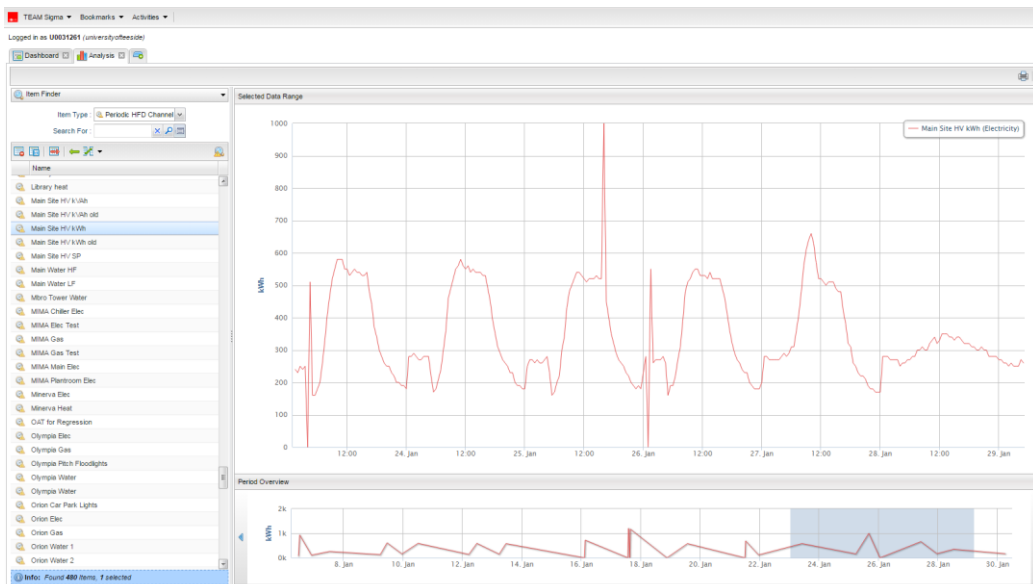 TEAM Sigma Bookmarks Activities
Logged in as U0031261 (universityofteeside)
Dashboard Analysis
Item Finder
Item Type : Periodic HFD Channel
Search For :
Name
Library heat
Main Site HV kVAh
Main Site HV kVAh old
Main Site HV kWh
Main Site HV kWh old
Main Site HV SP
Main Water HF
Main Water LF
Mbro Tower Water
MIMA Chiller Elec
MIMA Elec Test
MIMA Gas
MIMA Gas Test
MIMA Main Elec
MIMA Plantroom Elec
Minerva Elec
Minerva Heat
OAT for Regression
Olympia Elec
Olympia Gas
Olympia Pitch Floodlights
Olympia Water
Olympia Water
Orion Car Park Lights
Orion Elec
Orion Gas
Orion Water 1
Orion Water 2
Info: Found 480 items, 1 selected
Selected Data Range
Main Site HV kWh (Electricity)
kWh
1000
900
800
700
600
500
400
300
200
100
0
12:00 24. Jan 12:00 25. Jan 12:00 26. Jan 12:00 27. Jan 12:00 28. Jan 12:00 29. Jan
Period Overview
kWh
2k
1k
0k
8. Jan 10. Jan 12. Jan 14. Jan 16. Jan 18. Jan 20. Jan 22. Jan 24. Jan 26. Jan 28. Jan 30. Jan